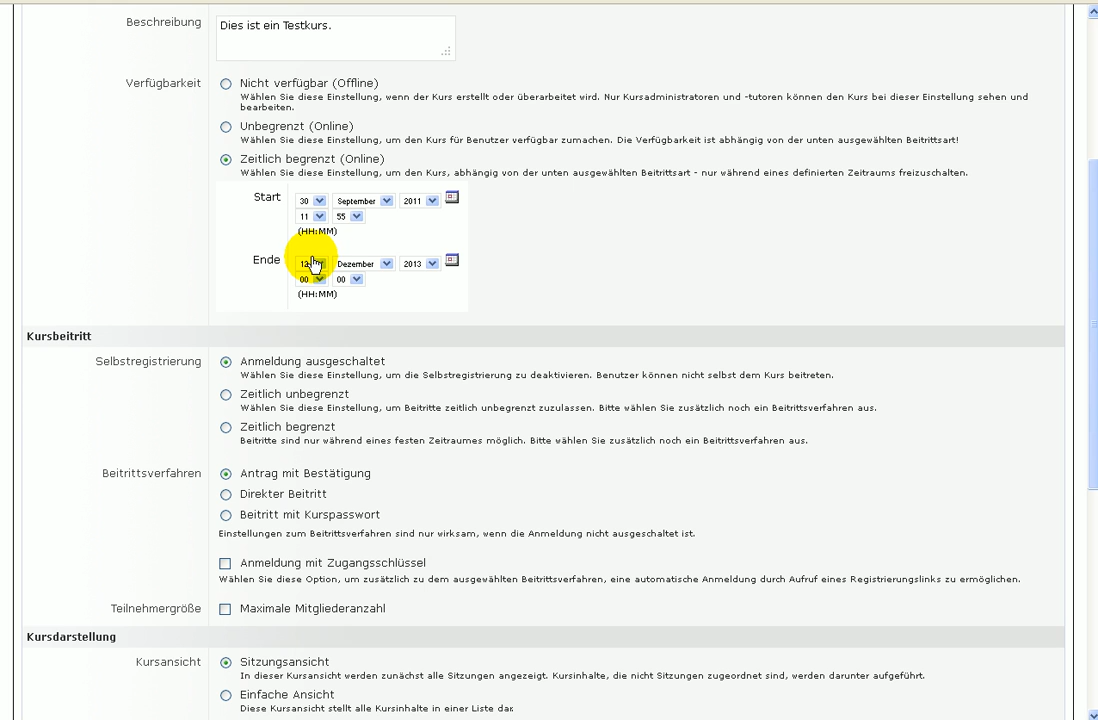 Beschreibung
Dies ist ein Testkurs.
Verfügbarkeit
Nicht verfügbar (Offline)
Wählen Sie diese Einstellung, wenn der Kurs erstellt oder überarbeitet wird. Nur Kursadministratoren und -tutoren können den Kurs bei dieser Einstellung sehen und
bearbeiten.
Unbegrenzt (Online)
Wählen Sie diese Einstellung, um den Kurs für Benutzer verfügbar zumachen. Die Verfügbarkeit ist abhängig von der unten ausgewählten Beitrittsart!
Zeitlich begrenzt (Online)
Wählen Sie diese Einstellung, um den Kurs, abhängig von der unten ausgewählten Beitrittsart - nur während eines definierten Zeitraums freizuschalten.
Start
30 September 2011
11 55
(HH:MM)
Ende
Dezember 2013
00 00
(HH:MM)
Kursbeitritt
Selbstregistrierung
Anmeldung ausgeschaltet
Wählen Sie diese Einstellung, um die Selbstregistrierung zu deaktivieren. Benutzer können nicht selbst dem Kurs beitreten.
Zeitlich unbegrenzt
Wählen Sie diese Einstellung, um Beitritte zeitlich unbegrenzt zuzulassen. Bitte wählen Sie zusätzlich noch ein Beitrittsverfahren aus.
Zeitlich begrenzt
Beitritte sind nur während eines festen Zeitraumes möglich. Bitte wählen Sie zusätzlich noch ein Beitrittsverfahren aus.
Beitrittsverfahren
Antrag mit Bestätigung
Direkter Beitritt
Beitritt mit Kurspasswort
Einstellungen zum Beitrittsverfahren sind nur wirksam, wenn die Anmeldung nicht ausgeschaltet ist.
Anmeldung mit Zugangsschlüssel
Wählen Sie diese Option, um zusätzlich zu dem ausgewählten Beitrittsverfahren, eine automatische Anmeldung durch Aufruf eines Registrierungslinks zu ermöglichen.
Teilnehmergröße
Maximale Mitgliederanzahl
Kursdarstellung
Kursansicht
Sitzungsansicht
In dieser Kursansicht werden zunächst alle Sitzungen angezeigt. Kursinhalte, die nicht Sitzungen zugeordnet sind, werden darunter aufgeführt.
Einfache Ansicht
Diese Kursansicht stellt alle Kursinhalte in einer Liste dar.